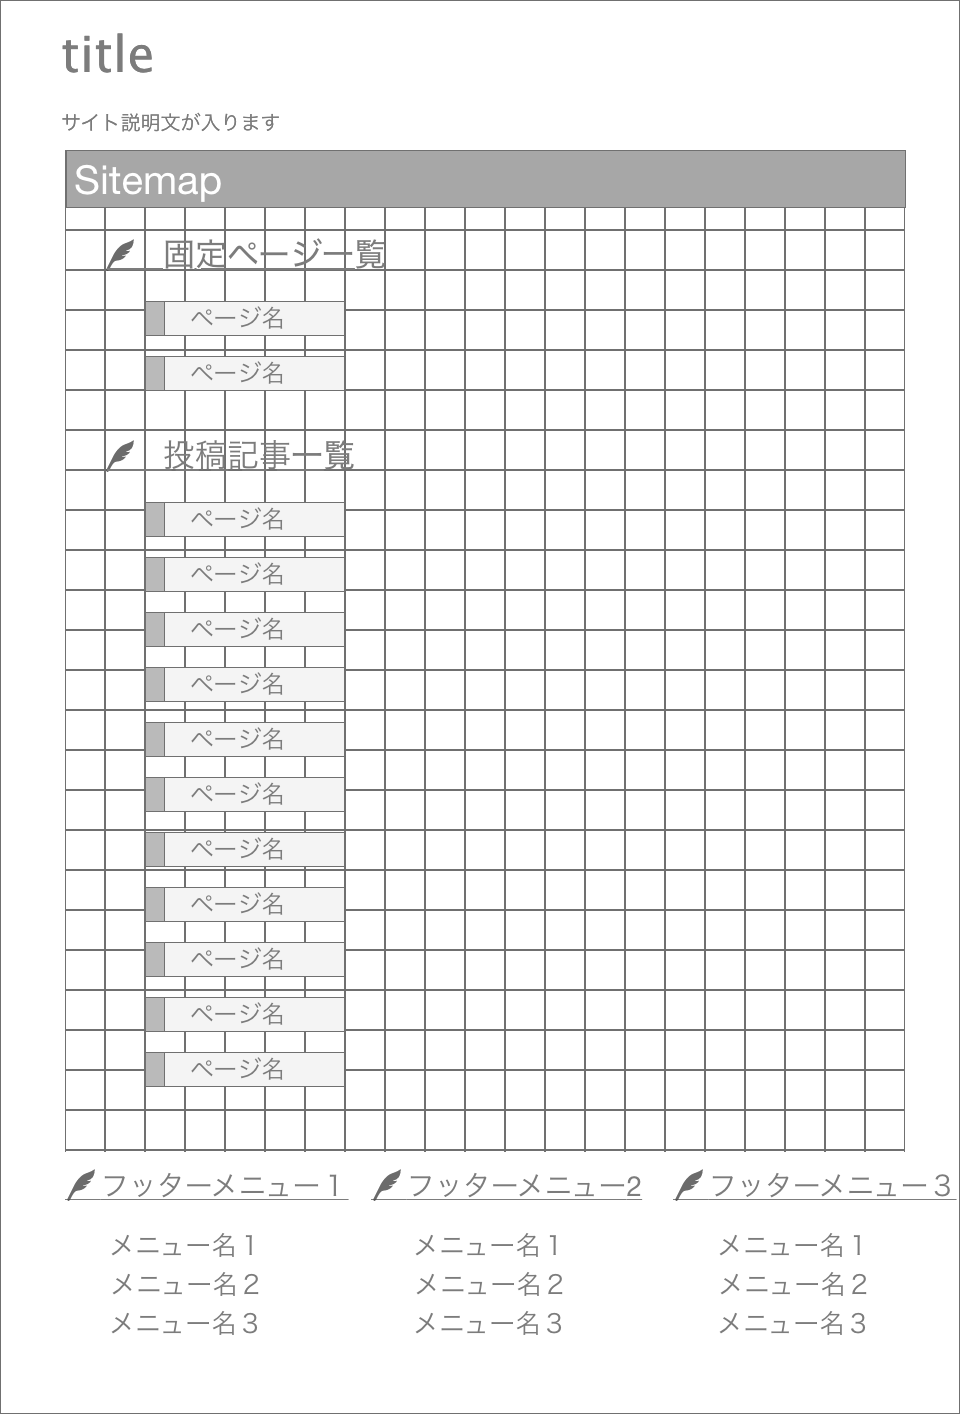 title
サイト説明文が入ります
Sitemap
固定ページ一覧
ページ名
ページ名
投稿記事一覧
ページ名
ページ名
ページ名
ページ名
ページ名
ページ名
ページ名
ページ名
ページ名
ページ名
ページ名
フッターメニュー１ フッターメニュー2 フッターメニュー３
メニュー名１ メニュー名１ メニュー名１
メニュー名２ メニュー名２ メニュー名２
メニュー名３ メニュー名３ メニュー名３